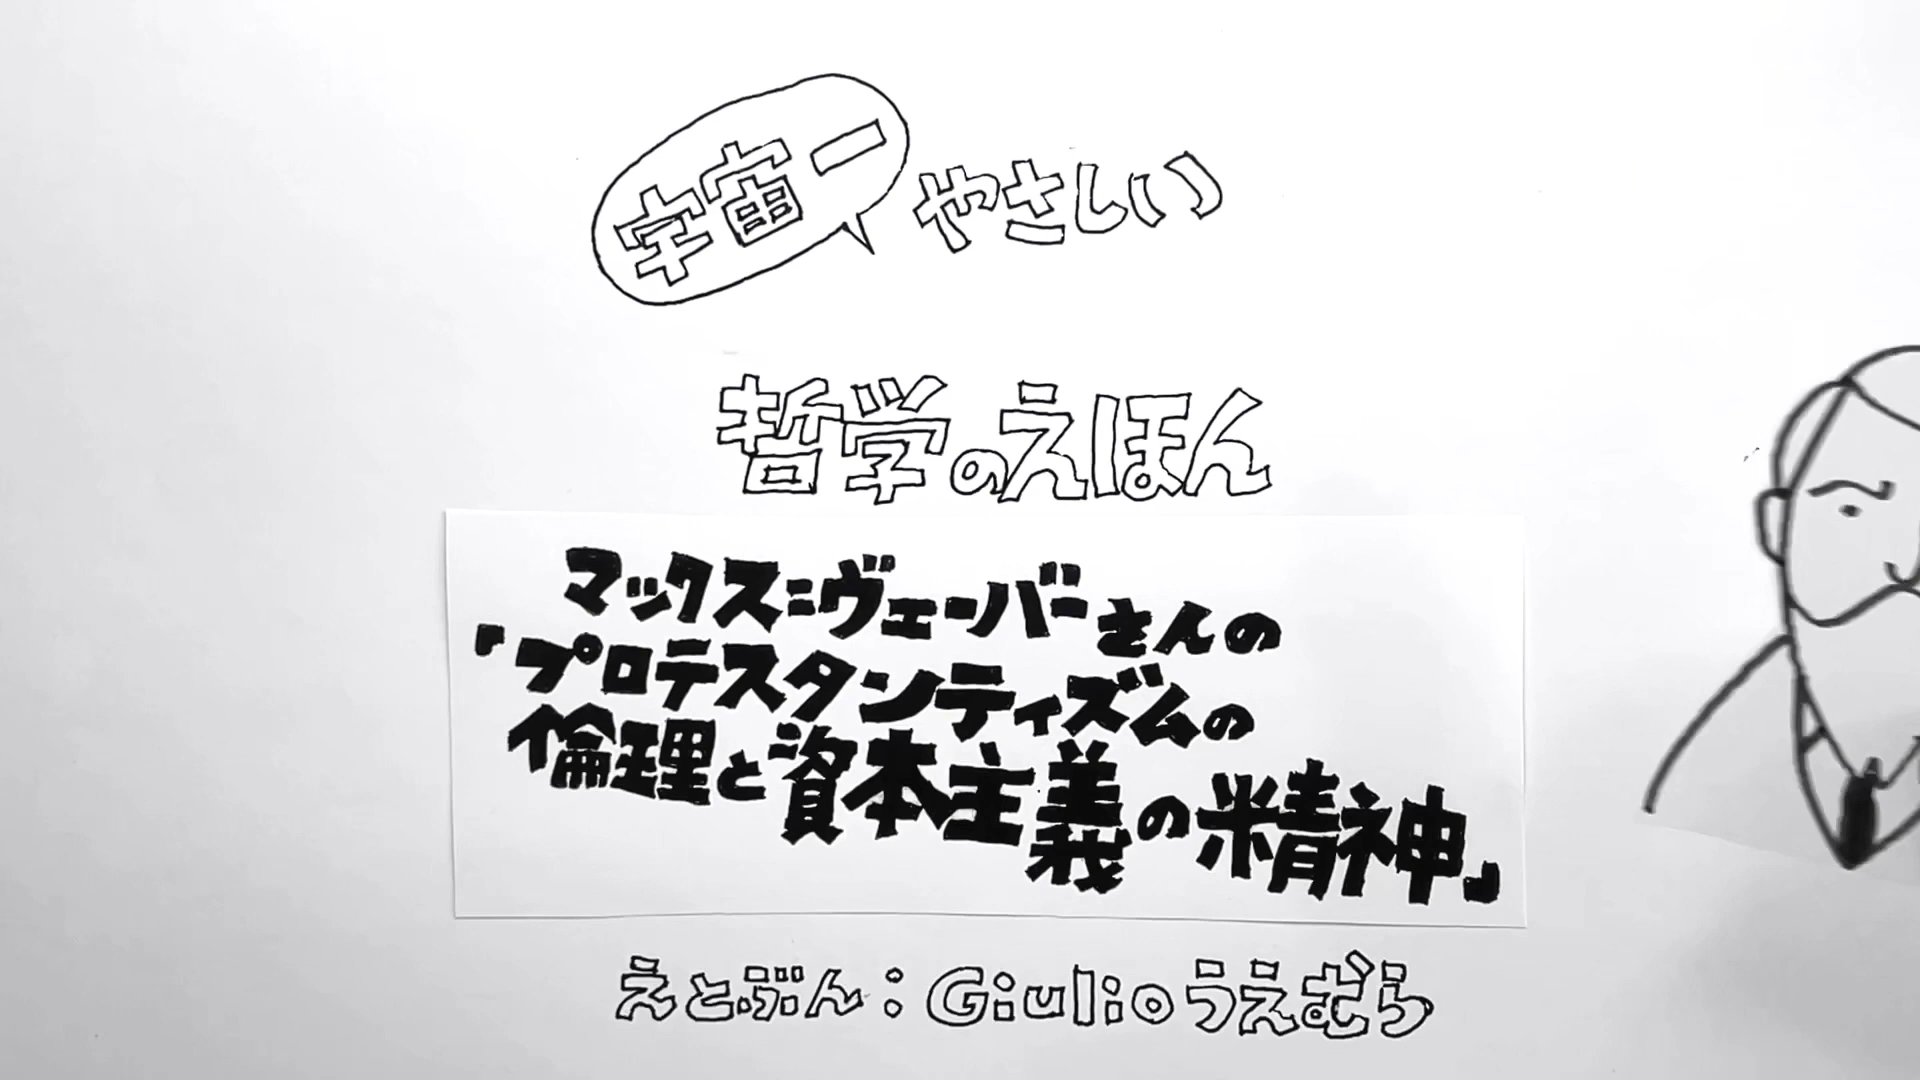 宇宙一やさしい
哲学のえほん
マックス=ヴェーバーさんの
「プロテスタンティズムの
倫理と資本主義の精神」
えとぶん：Giulioうえむら